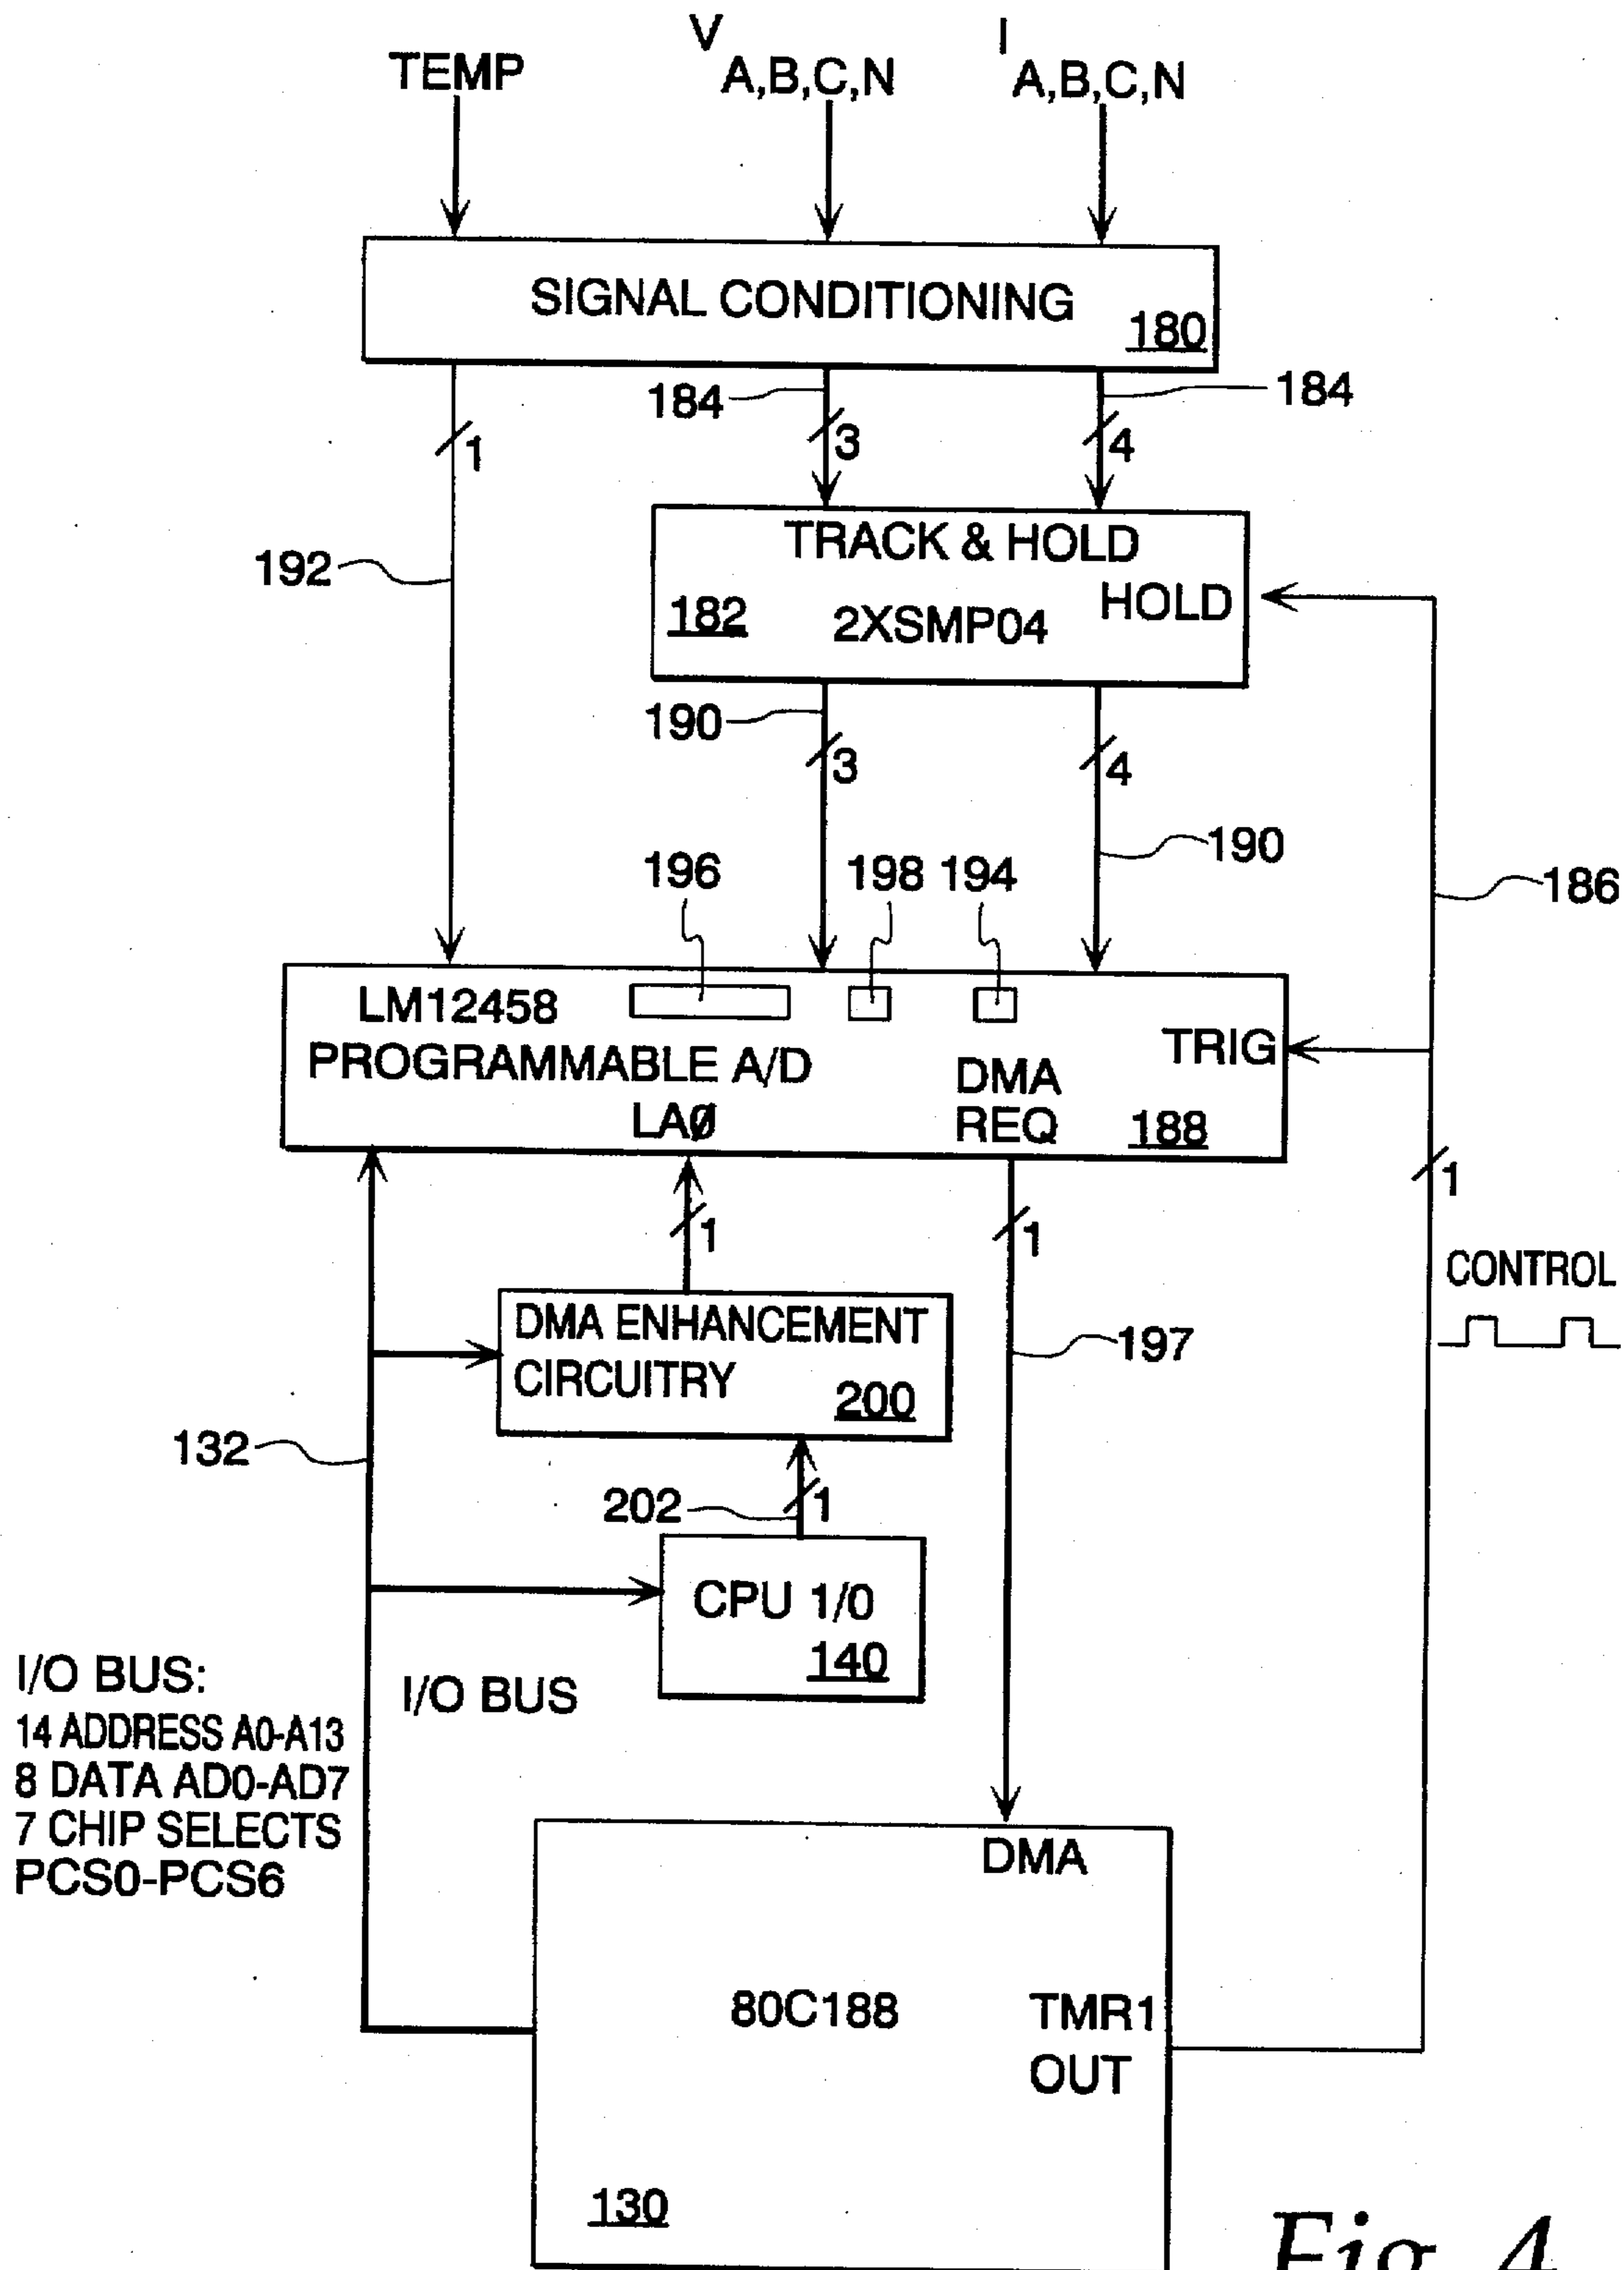 TEMP
V A,B,C,N
I A,B,C,N
SIGNAL CONDITIONING
180
184
184
3
4
1
192
TRACK & HOLD
HOLD
182
2XSMP04
190
3
4
190
186
196
198
194
LM12458
PROGRAMMABLE A/D
TRIG
LAØ
DMA
REQ
188
1
1
1
CONTROL
DMA ENHANCEMENT
CIRCUITRY
200
197
132
202
1
CPU 1/0
140
I/O BUS:
14 ADDRESS A0-A13
8 DATA AD0-AD7
7 CHIP SELECTS
PCS0-PCS6
I/O BUS
DMA
80C188
TMR1
OUT
130
Fig. 4